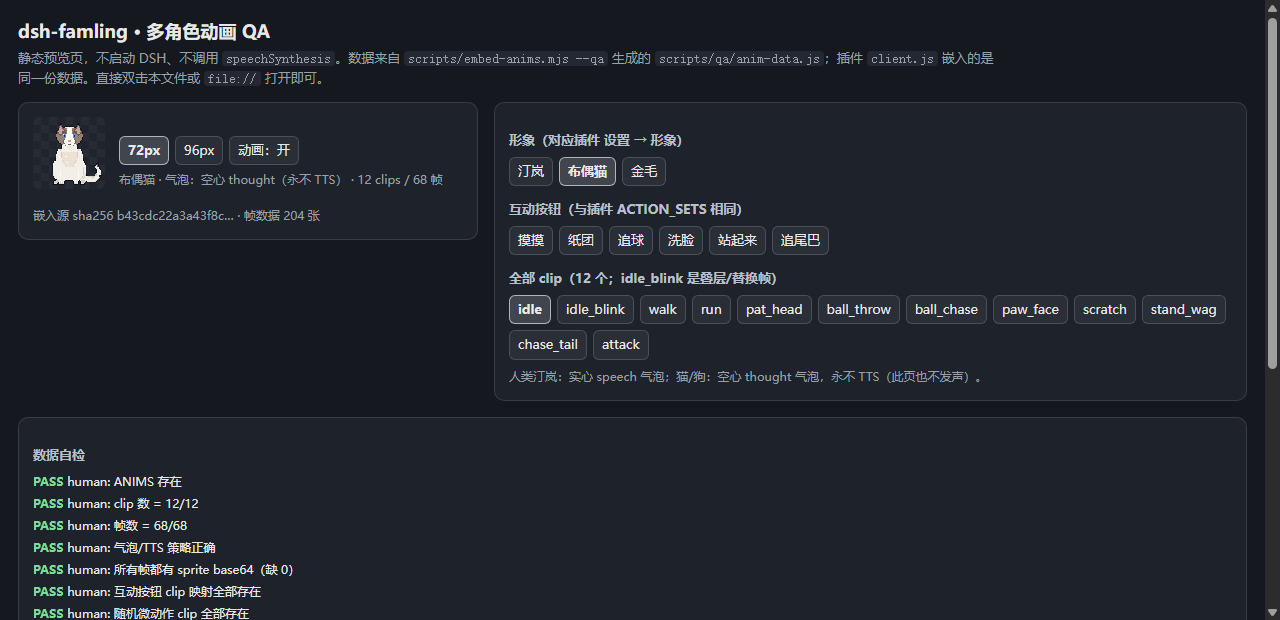 dsh-famling • 多角色动画 QA
静态预览页，不启动 DSH、不调用 speechSynthesis。数据来自 scripts/embed-anims.mjs --qa 生成的 scripts/qa/anim-data.js；插件 client.js 嵌入的是
同一份数据。直接双击本文件或 file:// 打开即可。
72px 96px 动画：开
布偶猫 · 气泡：空心 thought（永不 TTS） · 12 clips / 68 帧
嵌入源 sha256 b43cdc22a3a43f8c… · 帧数据 204 张
形象（对应插件 设置 → 形象）
汀岚 布偶猫 金毛
互动按钮（与插件 ACTION_SETS 相同）
摸摸 纸团 追球 洗脸 站起来 追尾巴
全部 clip（12 个；idle_blink 是叠层/替换帧）
idle idle_blink walk run pat_head ball_throw ball_chase paw_face scratch stand_wag
chase_tail attack
人类汀岚：实心 speech 气泡；猫/狗：空心 thought 气泡，永不 TTS（此页也不发声）。
数据自检
PASS human: ANIMS 存在
PASS human: clip 数 = 12/12
PASS human: 帧数 = 68/68
PASS human: 气泡/TTS 策略正确
PASS human: 所有帧都有 sprite base64（缺 0）
PASS human: 互动按钮 clip 映射全部存在
PASS human: 随机微动作 clip 全部存在